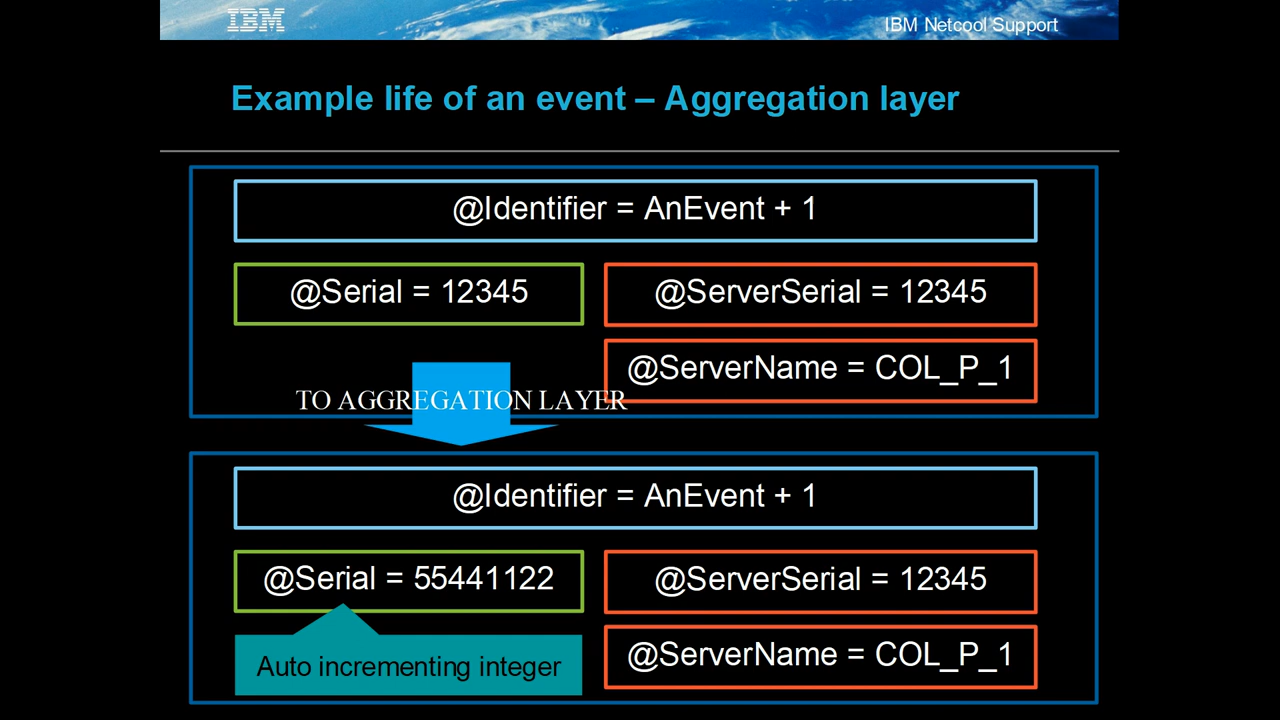 IBM
IBM Netcool Support
Example life of an event – Aggregation layer
@Identifier = AnEvent + 1
@Serial = 12345
@ServerSerial = 12345
@ServerName = COL_P_1
TO AGGREGATION LAYER
@Identifier = AnEvent + 1
@Serial = 55441122
@ServerSerial = 12345
@ServerName = COL_P_1
Auto incrementing integer